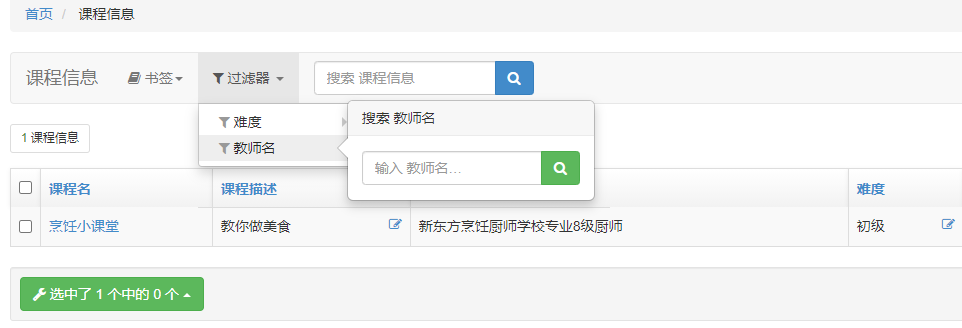 首页 / 课程信息
课程信息 书签 过滤器 搜索 课程信息
难度
教师名
搜索 教师名
输入 教师名...
1 课程信息
课程名 课程描述 难度
烹饪小课堂 教你做美食 新东方烹饪厨师学校专业8级厨师 初级
选中了 1 个中的 0 个